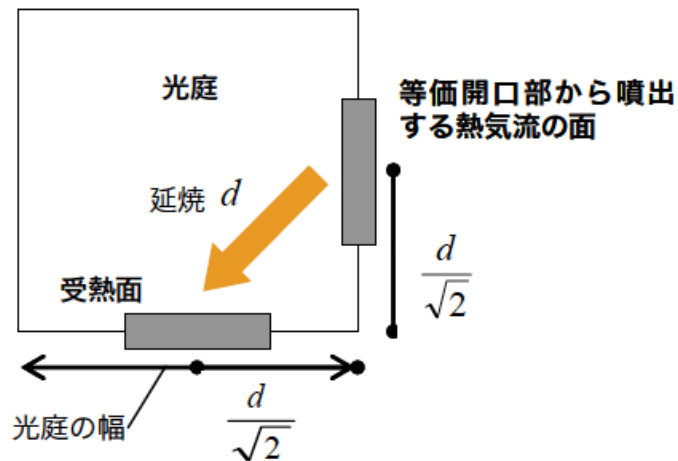 光庭
等価開口部から噴出
する熱気流の面
延焼 d
d/√2
受熱面
光庭の幅
d/√2